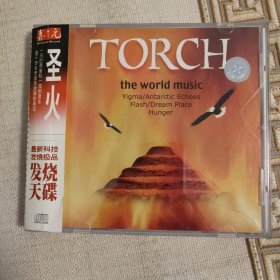 TORCH
the world music
Yigma/Antarctic Echoes
Flash/Dream Place
Hunger
圣火
最新科技
发烧极品
发烧
天碟